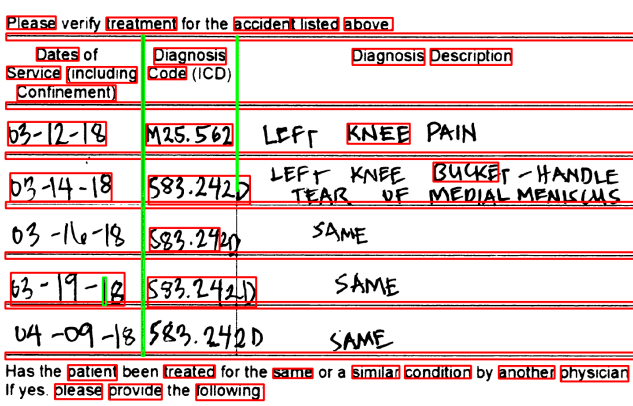 Please verify treatment for the accident listed above
Dates of Service (including Confinement) Diagnosis Code (ICD) Diagnosis Description
03-12-18 M25.562 LEFT KNEE PAIN
03-14-18 S83.242D LEFT KNEE BUCKET-HANDLE TEAR OF MEDIAL MENISCUS
03-16-18 S83.242D SAME
03-19-18 S83.242D SAME
04-09-18 S83.242D SAME
Has the patient been treated for the same or a similar condition by another physician
If yes. please provide the following